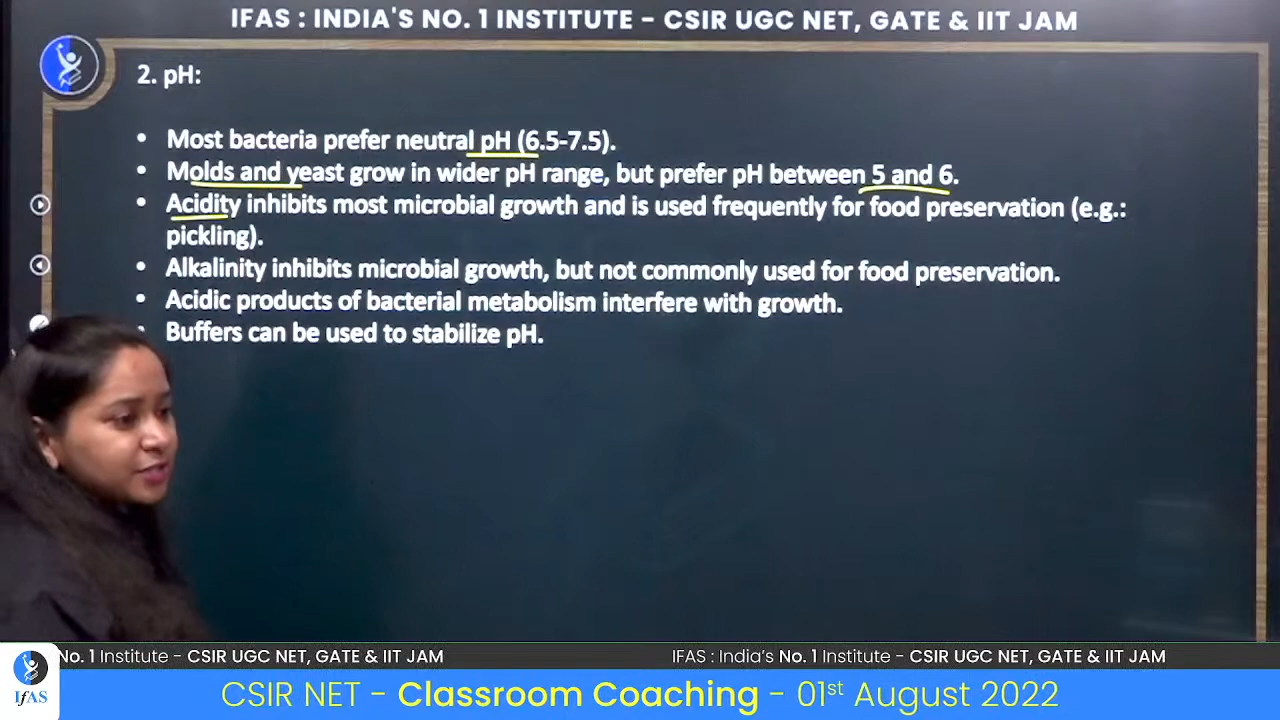 IFAS : INDIA'S NO. 1 INSTITUTE - CSIR UGC NET, GATE & IIT JAM
2. pH:
• Most bacteria prefer neutral pH (6.5-7.5).
• Molds and yeast grow in wider pH range, but prefer pH between 5 and 6.
• Acidity inhibits most microbial growth and is used frequently for food preservation (e.g.:
pickling).
• Alkalinity inhibits microbial growth, but not commonly used for food preservation.
• Acidic products of bacterial metabolism interfere with growth.
• Buffers can be used to stabilize pH.
No. 1 Institute - CSIR UGC NET, GATE & IIT JAM IFAS : India's No. 1 Institute - CSIR UGC NET, GATE & IIT JAM
IfAS
CSIR NET - Classroom Coaching - 01st August 2022